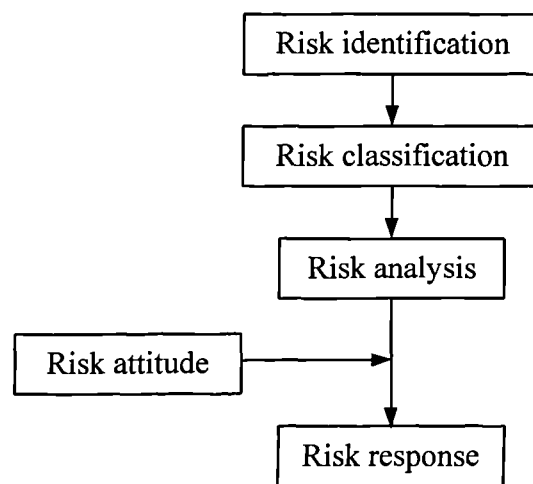 Risk identification
Risk classification
Risk analysis
Risk attitude
Risk response